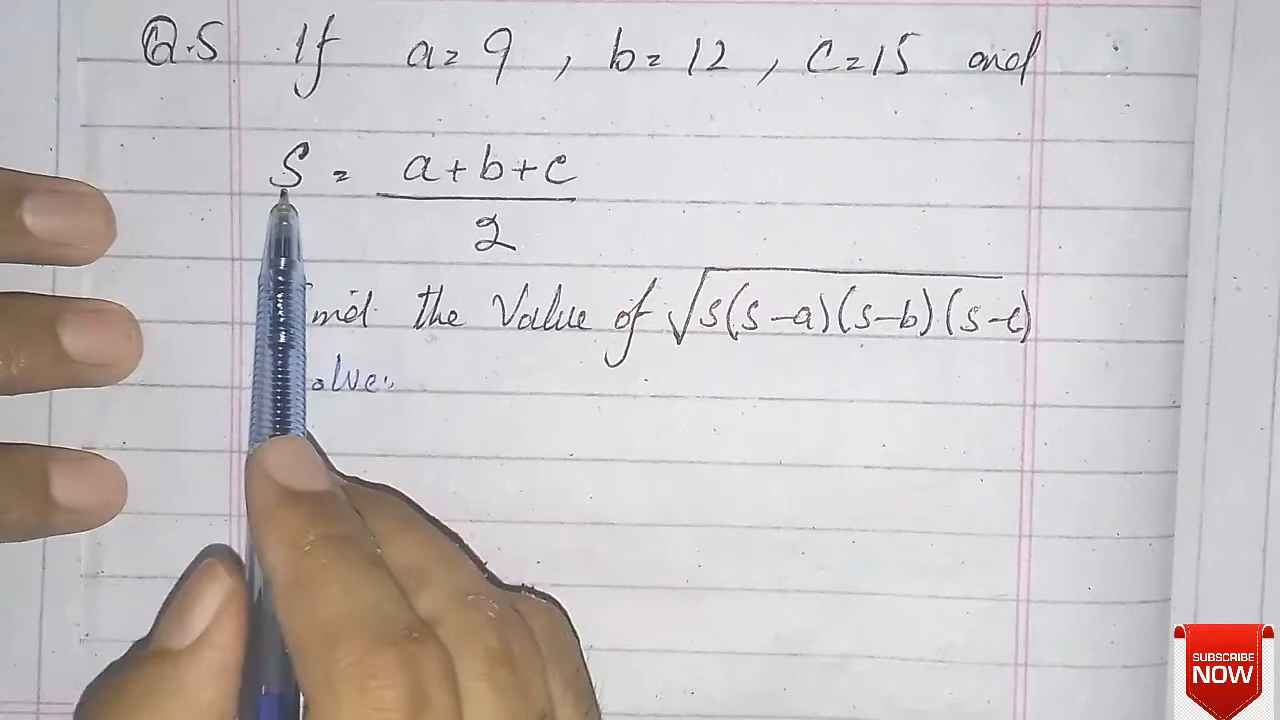 Q.5 If a = 9 , b = 12 , c = 15 and
S = a + b + c
2
the Value of √s(s-a)(s-b)(s-c)
SUBSCRIBE
NOW